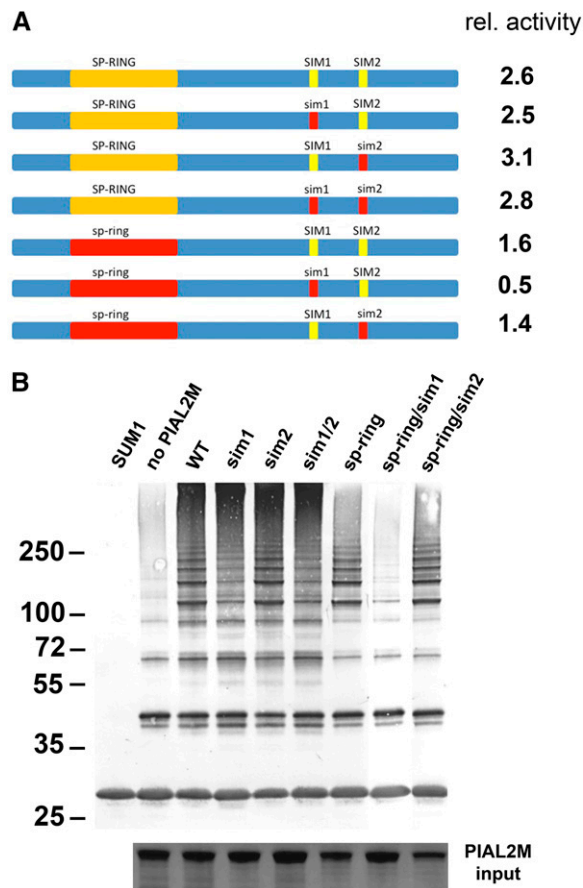 A
rel. activity
SP-RING SIM1 SIM2 2.6
SP-RING sim1 SIM2 2.5
SP-RING SIM1 sim2 3.1
SP-RING sim1 sim2 2.8
sp-ring SIM1 SIM2 1.6
sp-ring sim1 SIM2 0.5
sp-ring SIM1 sim2 1.4
B
SUM1 no PIAL2M WT sim1 sim2 sim1/2 sp-ring sp-ring/sim1 sp-ring/sim2
250
100
72
55
35
25
PIAL2M
input